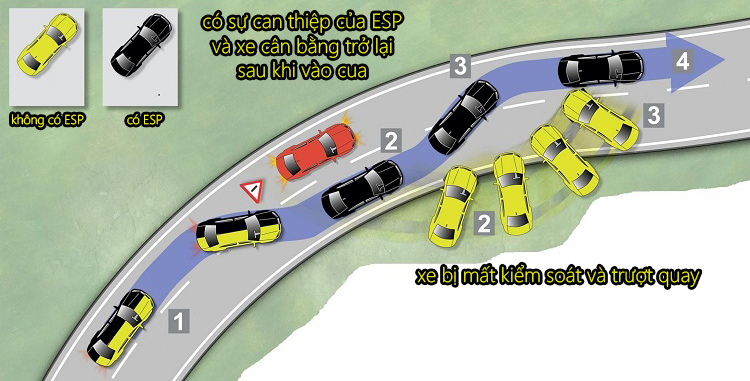 có sự can thiệp của ESP
và xe cân bằng trở lại
sau khi vào cua
không có ESP
có ESP
3
4
2
3
2
xe bị mất kiểm soát và trượt quay
1